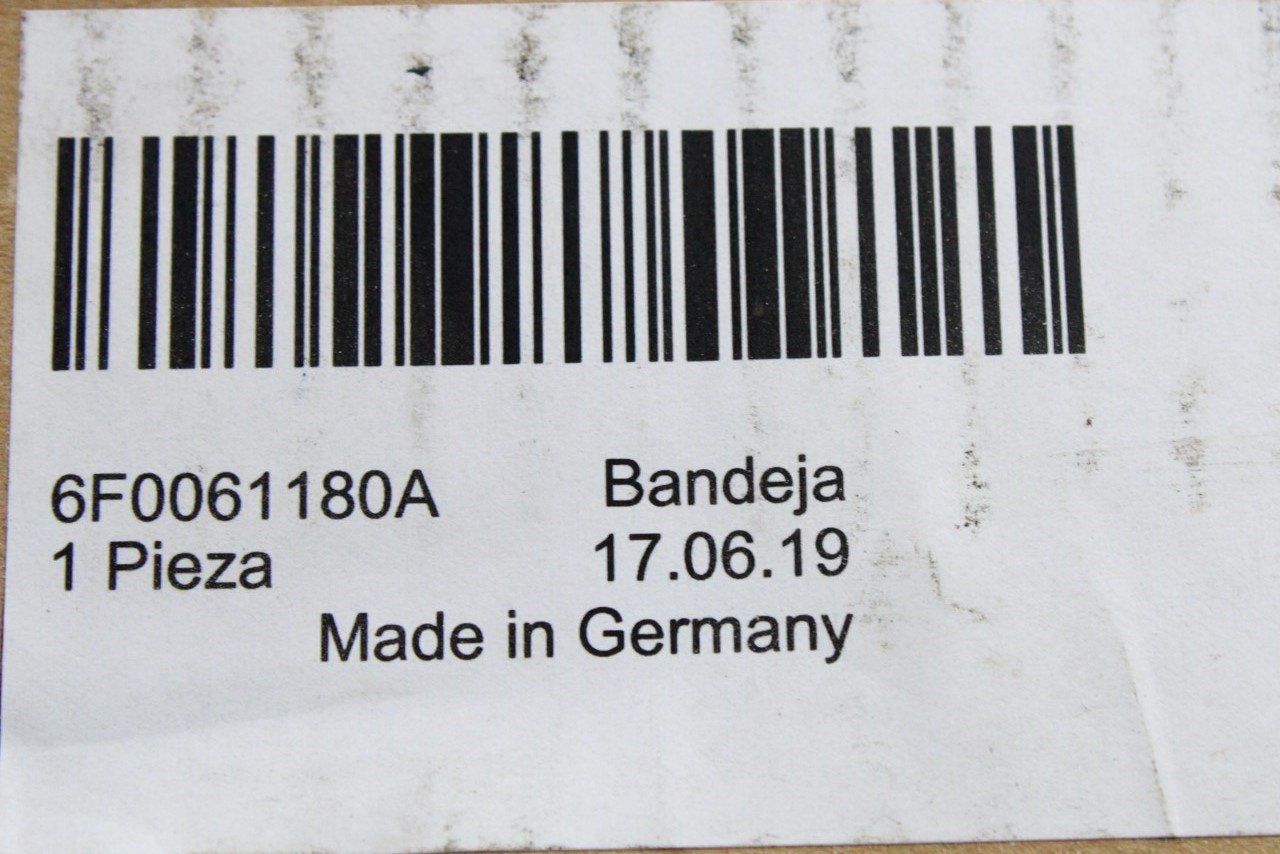 6F0061180A Bandeja
1 Pieza 17.06.19
Made in Germany